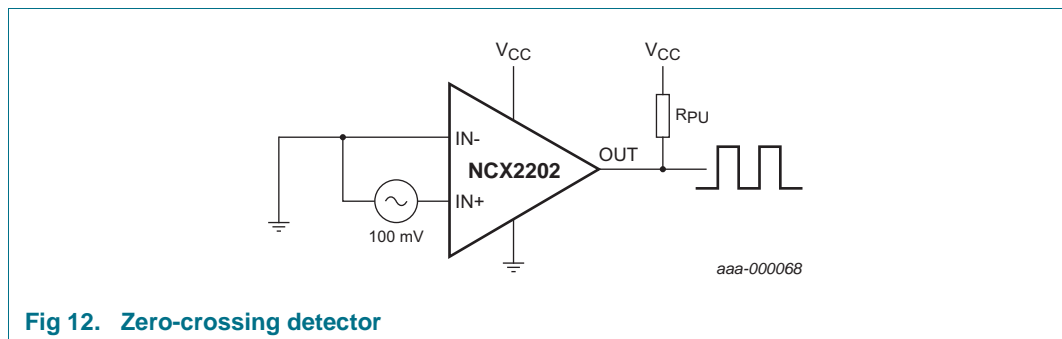 VCC
VCC
RPU
IN-
OUT
NCX2202
IN+
100 mV
aaa-000068
Fig 12. Zero-crossing detector